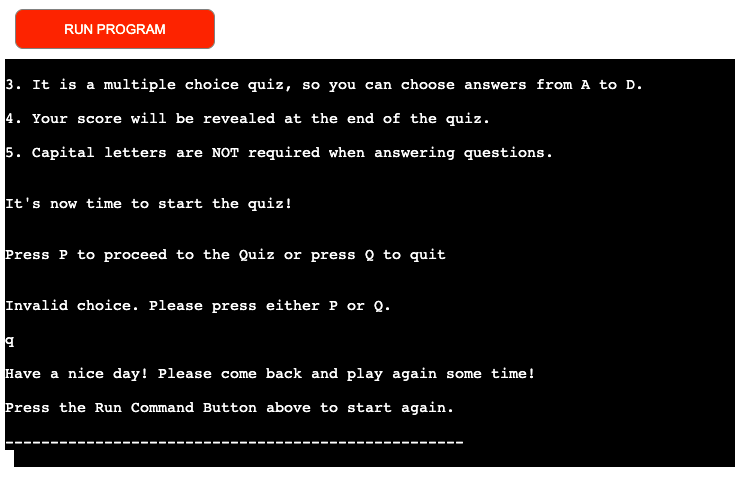 RUN PROGRAM
3. It is a multiple choice quiz, so you can choose answers from A to D.
4. Your score will be revealed at the end of the quiz.
5. Capital letters are NOT required when answering questions.
It's now time to start the quiz!
Press P to proceed to the Quiz or press Q to quit
Invalid choice. Please press either P or Q.
q
Have a nice day! Please come back and play again some time!
Press the Run Command Button above to start again.
---------------------------------------------------